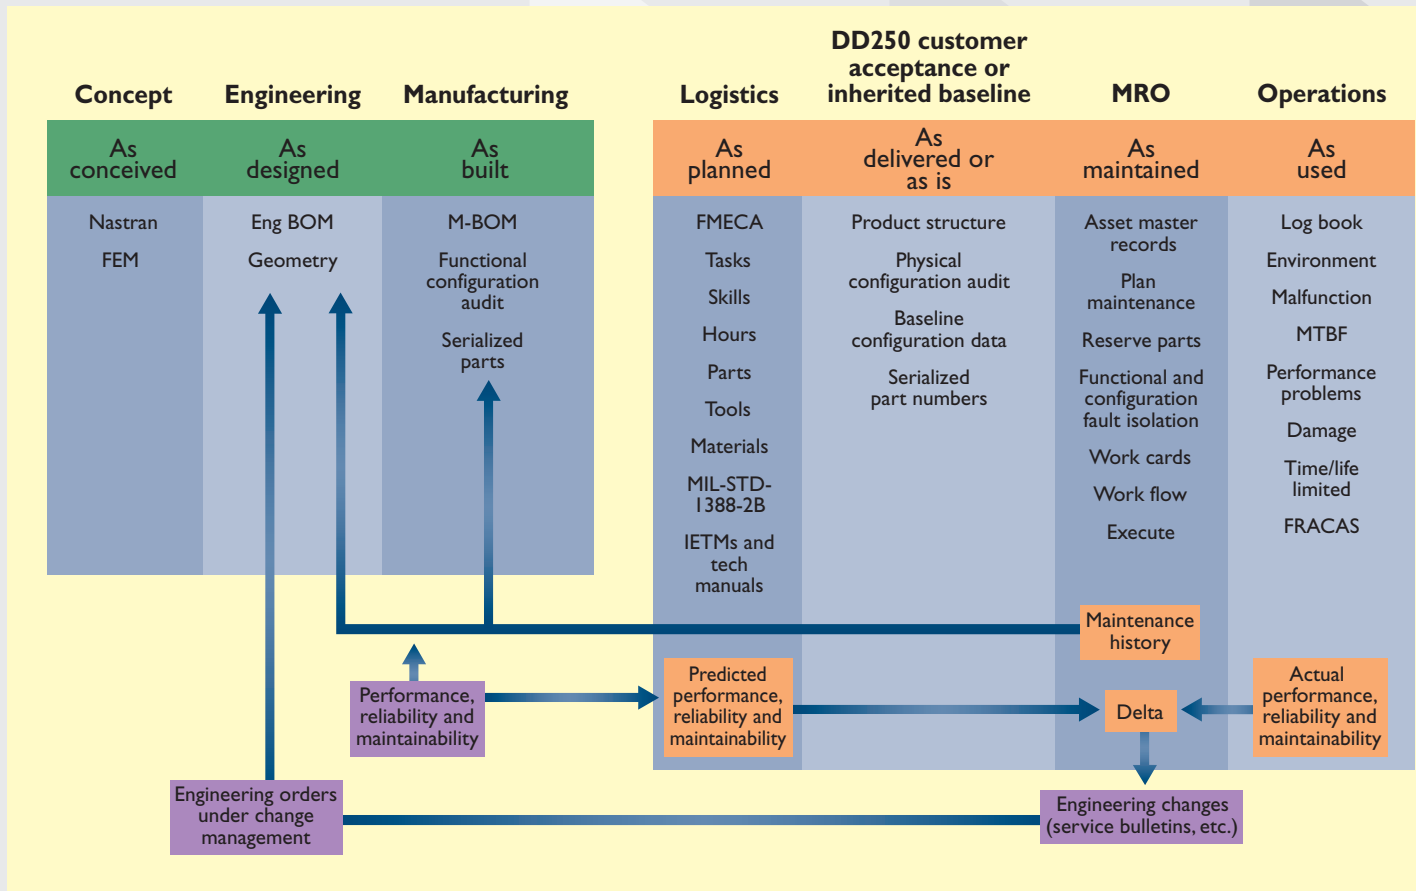 Concept
Engineering
Manufacturing
Logistics
DD250 customer
acceptance or
inherited baseline
MRO
Operations
As
conceived
As
designed
As
built
As
planned
As
delivered or
as is
As
maintained
As
used
Nastran
FEM
Eng BOM
Geometry
M-BOM
Functional
configuration
audit
Serialized
parts
FMECA
Tasks
Skills
Hours
Parts
Tools
Materials
MIL-STD-
1388-2B
IETMs and
tech
manuals
Product structure
Physical
configuration audit
Baseline
configuration data
Serialized
part numbers
Asset master
records
Plan
maintenance
Reserve parts
Functional and
configuration
fault isolation
Work cards
Work flow
Execute
Log book
Environment
Malfunction
MTBF
Performance
problems
Damage
Time/life
limited
FRACAS
Maintenance
history
Performance,
reliability and
maintainability
Predicted
performance,
reliability and
maintainability
Delta
Actual
performance,
reliability and
maintainability
Engineering orders
under change
management
Engineering changes
(service bulletins, etc.)